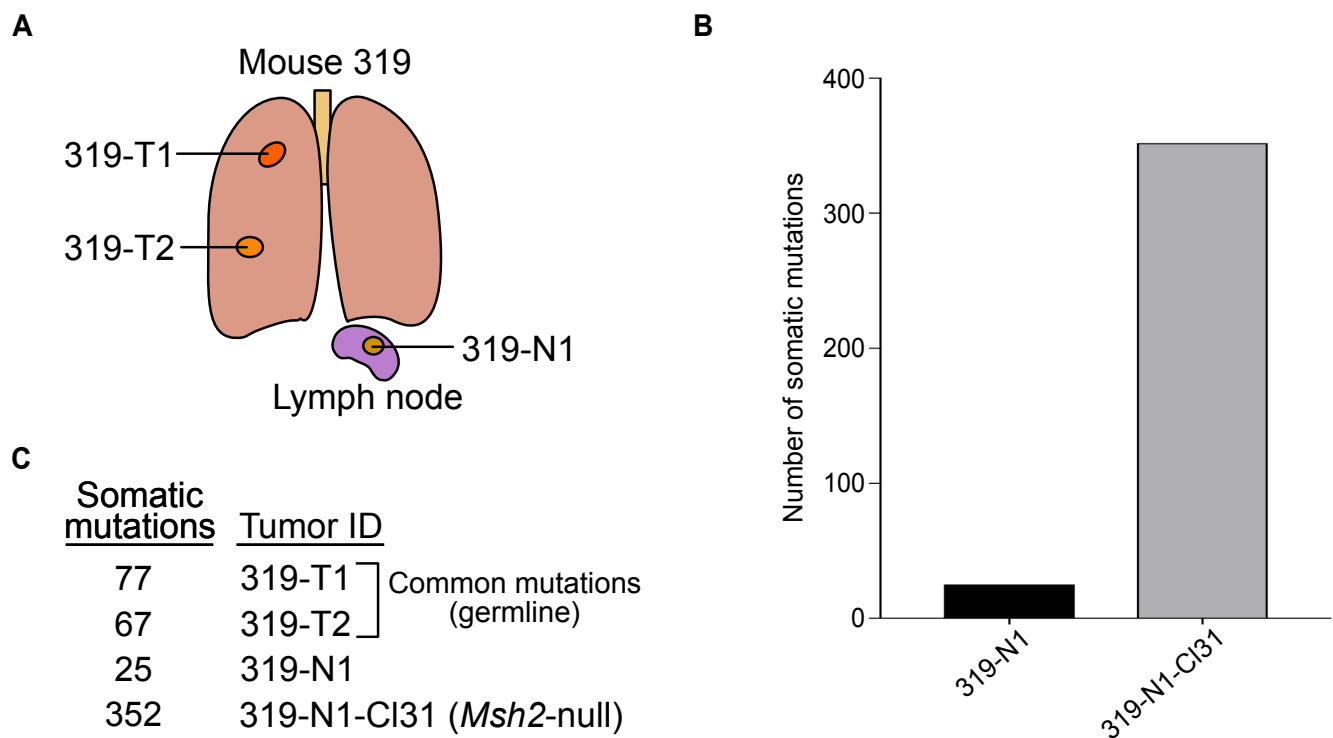 A
Mouse 319
319-T1
319-T2
319-N1
Lymph node
B
400
300
200
100
0
Number of somatic mutations
319-N1
319-N1-Cl31
C
Somatic
mutations
Tumor ID
77 319-T1
67 319-T2
Common mutations
(germline)
25 319-N1
352 319-N1-Cl31 (Msh2-null)